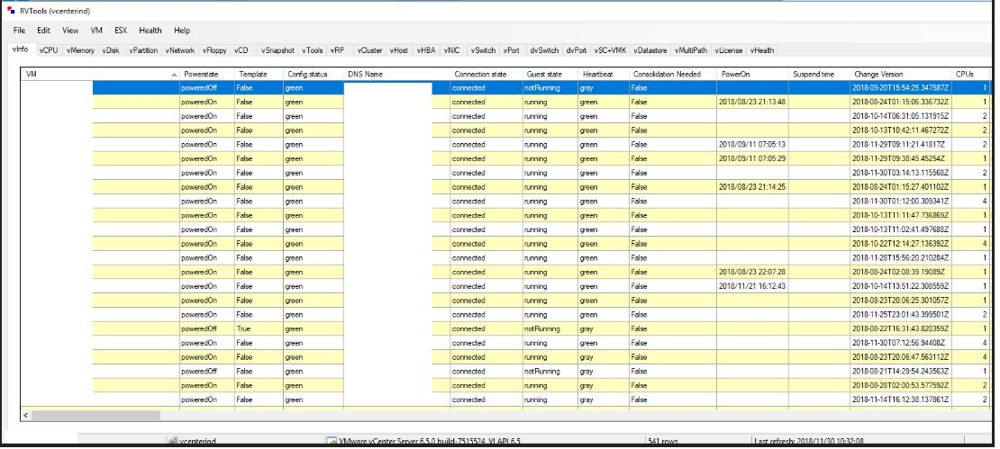 RVTools (vcenterind)
File Edit View VM ESX Health Help
vInfo vCPU vMemory vDisk vPartition vNetwork vFloppy vCD vSnapshot vTools vRP vCluster vHost vHBA vNIC vSwitch vPort dvSwitch dvPort vSC+VMK vDatastore vMultiPath vLicense vHealth
VM Powerstate Template Config status DNS Name Connection state Guest state Heartbeat Consolidation Needed PowerOn Suspend time Change Version CPUs
poweredOff False green connected notRunning gray False 2018-09-20T15:54:25.347587Z 1
poweredOn False green connected running green False 2018/08/23 21:13:48 2018-08-24T01:15:06.336732Z 1
poweredOn False green connected running green False 2018-10-14T06:31:05.131915Z 2
poweredOn False green connected running green False 2018-10-13T10:42:11.467272Z 2
poweredOn False green connected running green False 2018/09/11 07:05:13 2018-11-29T09:11:21.41817Z 2
poweredOn False green connected running green False 2018/09/11 07:05:29 2018-11-29T09:38:45.45254Z 1
poweredOn False green connected running green False 2018-11-30T03:14:13.115568Z 2
poweredOn False green connected running green False 2018/08/23 21:14:25 2018-08-24T01:15:27.401102Z 1
poweredOn False green connected running green False 2018-11-30T01:12:00.309341Z 4
poweredOn False green connected running green False 2018-10-13T11:11:47.736869Z 1
poweredOn False green connected running green False 2018-10-13T11:02:41.497688Z 1
poweredOn False green connected running green False 2018-10-22T12:14:27.136392Z 4
poweredOn False green connected running green False 2018-11-28T15:56:20.210284Z 1
poweredOn False green connected running green False 2018/08/23 22:07:28 2018-08-24T02:08:39.19089Z 1
poweredOn False green connected running green False 2018/11/21 16:12:43 2018-10-14T13:51:22.308559Z 1
poweredOn False green connected running green False 2018-08-23T20:06:25.301057Z 1
poweredOn False green connected running green False 2018-11-25T23:01:43.399501Z 2
poweredOff True green connected notRunning gray False 2018-08-22T16:31:43.820359Z 1
poweredOn False green connected running green False 2018-11-30T07:12:56.94408Z 4
poweredOn False green connected running green False 2018-08-23T20:06:47.563112Z 4
poweredOff False green connected notRunning gray False 2018-08-21T14:29:54.243563Z 1
poweredOn False green connected running gray False 2018-08-28T02:00:53.577592Z 2
poweredOn False green connected running gray False 2018-11-14T16:12:38.137861Z 2
vcenterind VMware vCenter Server 6.5.0 build-7515524 VI API 6.5 541 rows Last refresh: 2018/11/30 10:32:08